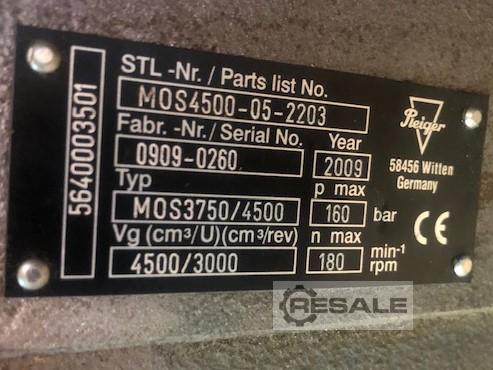 5640003501
STL -Nr. / Parts list No.
MOS4500-05-2203
Fabr. -Nr./ Serial No. Year
0909-0260 2009
Typ p max
MOS3750/4500 160 bar
Vg (cm³/U)(cm³/rev) n max
4500/3000 180 min⁻¹
rpm
Reiger
58456 Witten
Germany
CE
RESALE